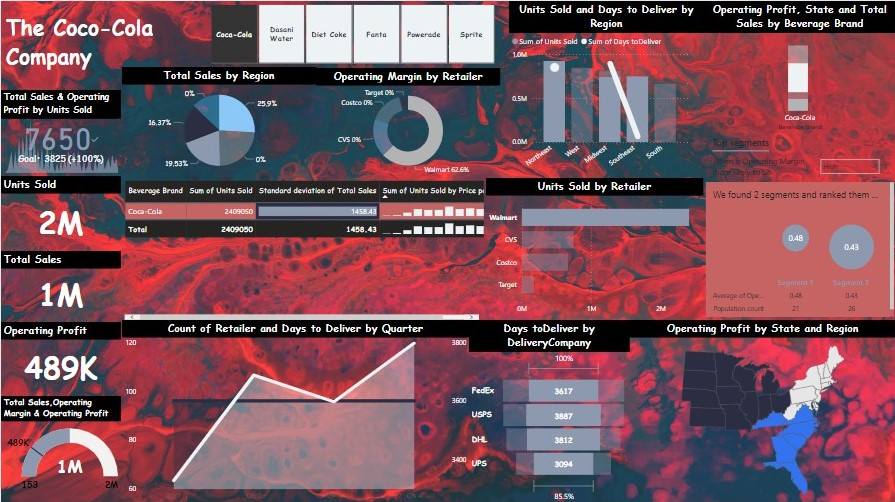 The Coco-Cola
Company
Coca-Cola
Dasani
Water
Diet Coke
Fanta
Powerade
Sprite
Total Sales & Operating
Profit by Units Sold
7650
Goal: 3825 (+100%)
Units Sold
2M
Total Sales
1M
Operating Profit
489K
Total Sales,Operating
Margin & Operating Profit
489K
1M
153
2M
Total Sales by Region
0%
25.9%
16.37%
19.53%
0%
Operating Margin by Retailer
Target 0%
Costco 0%
CVS 0%
Walmart 62.6%
Beverage Brand Sum of Units Sold Standard deviation of Total Sales Sum of Units Sold by Price p
Coca-Cola 2409050 1458.43
Total 2409050 1458.43
Units Sold and Days to Deliver by
Region
Sum of Units Sold Sum of Days toDeliver
1.0M
0.5M
0.0M
Northeast
West
Midwest
Southeast
South
Operating Profit, State and Total
Sales by Beverage Brand
Coca-Cola
Beverage Brand
Top segments
We found 2 segments and ranked them ...
0.48
0.43
Segment 1
Segment 2
Average of Ope... 0.48 0.43
Population count 21 26
Units Sold by Retailer
Walmart
CVS
Costco
Target
0M
1M
2M
Count of Retailer and Days to Deliver by Quarter
120
100
80
60
3800
3600
3400
Days toDeliver by
DeliveryCompany
100%
FedEx 3617
USPS 3887
DHL 3812
UPS 3094
85.5%
Operating Profit by State and Region